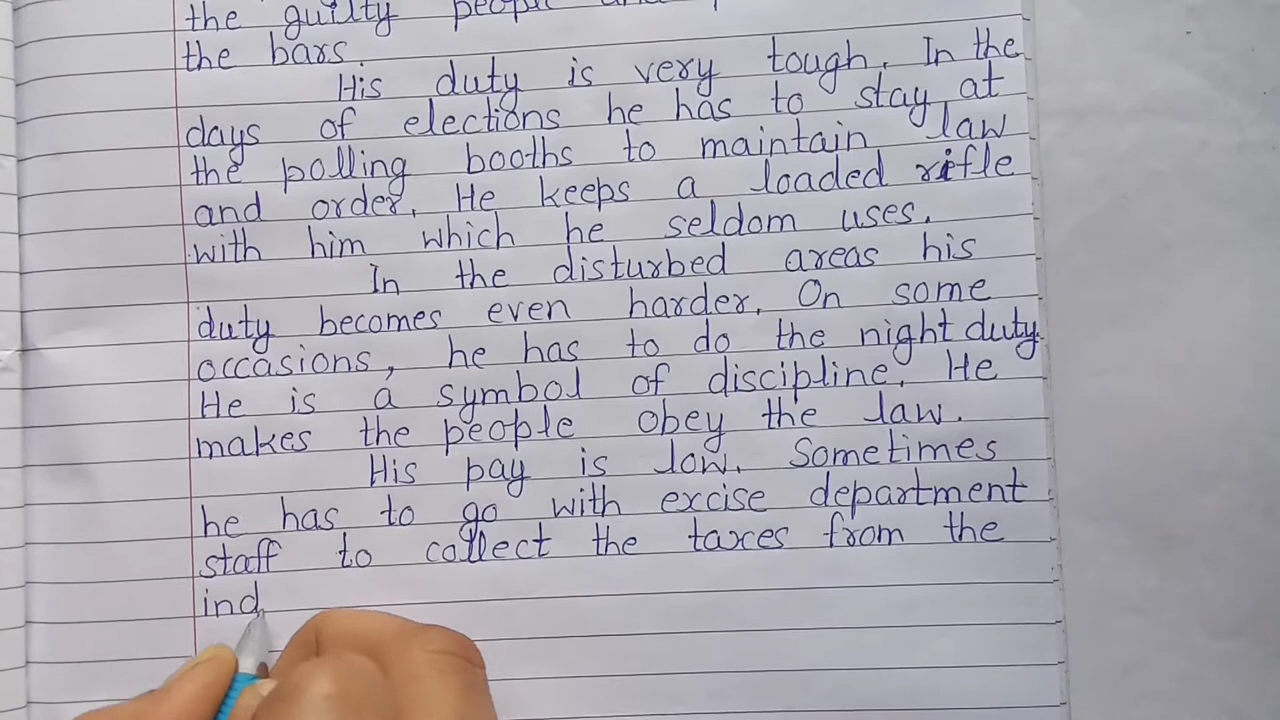 the guilty people
the bars.
His duty is very tough. In the
days of elections he has to stay at
the polling booths to maintain law
and order. He keeps a loaded rifle
with him which he seldom uses.
In the disturbed areas his
duty becomes even harder. On some
occasions, he has to do the night duty.
He is a symbol of discipline. He
makes the people obey the law.
His pay is low. Sometimes
he has to go with excise department
staff to collect the taxes from the
ind